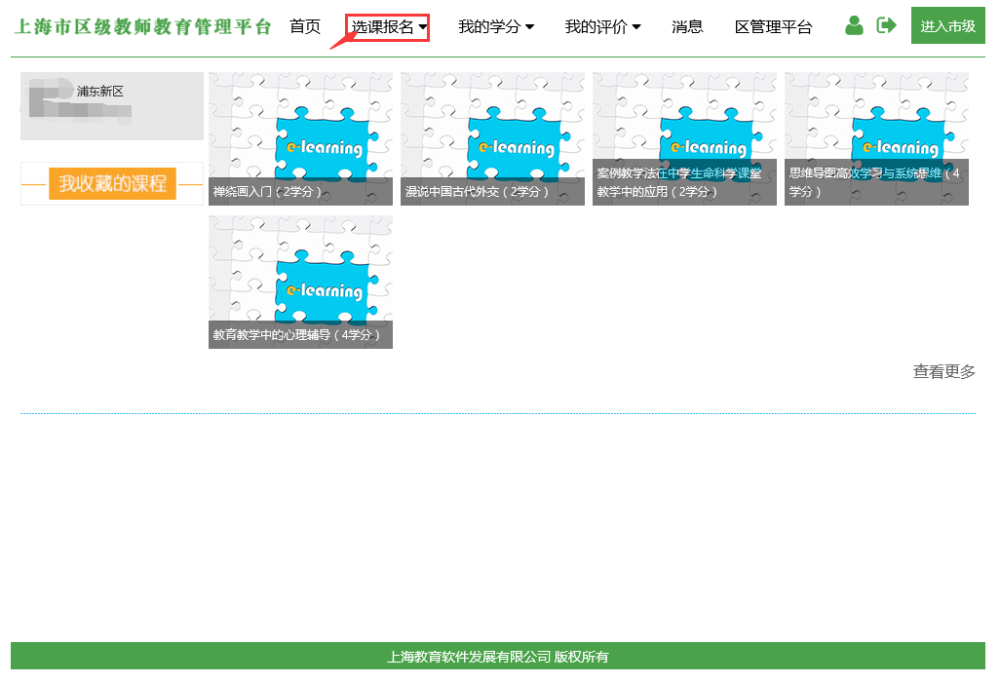 上海市区级教师教育管理平台 首页 选课报名 我的学分 我的评价 消息 区管理平台 进入市级
浦东新区
我收藏的课程
e-learning
禅绕画入门（2学分）
e-learning
漫说中国古代外交（2学分）
e-learning
案例教学法在中学生命科学课堂
教学中的应用（2学分）
e-learning
思维导图高效学习与系统思维（4
学分）
e-learning
教育教学中的心理辅导（4学分）
查看更多
上海教育软件发展有限公司 版权所有